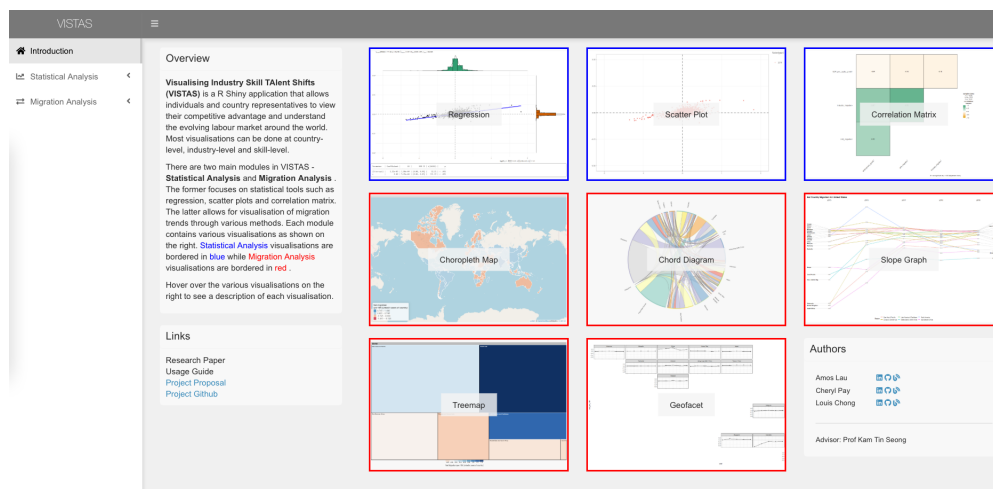 VISTAS
Introduction
Statistical Analysis
Migration Analysis
Overview
Visualising Industry Skill TAlent Shifts
(VISTAS) is a R Shiny application that allows
individuals and country representatives to view
their competitive advantage and understand
the evolving labour market around the world.
Most visualisations can be done at country-
level, industry-level and skill-level.
There are two main modules in VISTAS -
Statistical Analysis and Migration Analysis .
The former focuses on statistical tools such as
regression, scatter plots and correlation matrix.
The latter allows for visualisation of migration
trends through various methods. Each module
contains various visualisations as shown on
the right. Statistical Analysis visualisations are
bordered in blue while Migration Analysis
visualisations are bordered in red .
Hover over the various visualisations on the
right to see a description of each visualisation.
Links
Research Paper
Usage Guide
Project Proposal
Project Github
Regression
Scatter Plot
Correlation Matrix
Choropleth Map
Chord Diagram
Slope Graph
Treemap
Geofacet
Authors
Amos Lau
Cheryl Pay
Louis Chong
Advisor: Prof Kam Tin Seong